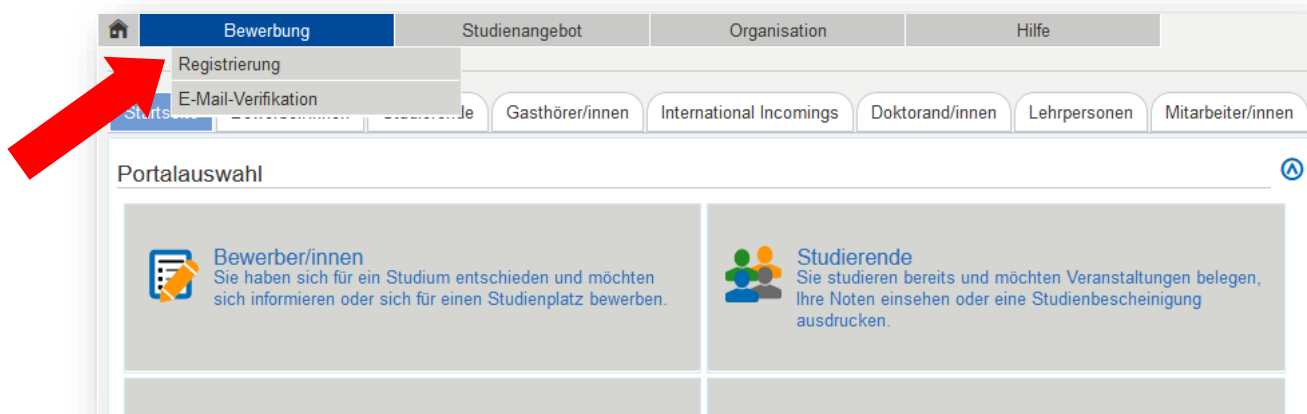 Bewerbung Studienangebot Organisation Hilfe
Registrierung
E-Mail-Verifikation
Gasthörer/innen International Incomings Doktorand/innen Lehrpersonen Mitarbeiter/innen
Portalauswahl
Bewerber/innen
Sie haben sich für ein Studium entschieden und möchten
sich informieren oder sich für einen Studienplatz bewerben.
Studierende
Sie studieren bereits und möchten Veranstaltungen belegen,
Ihre Noten einsehen oder eine Studienbescheinigung
ausdrucken.